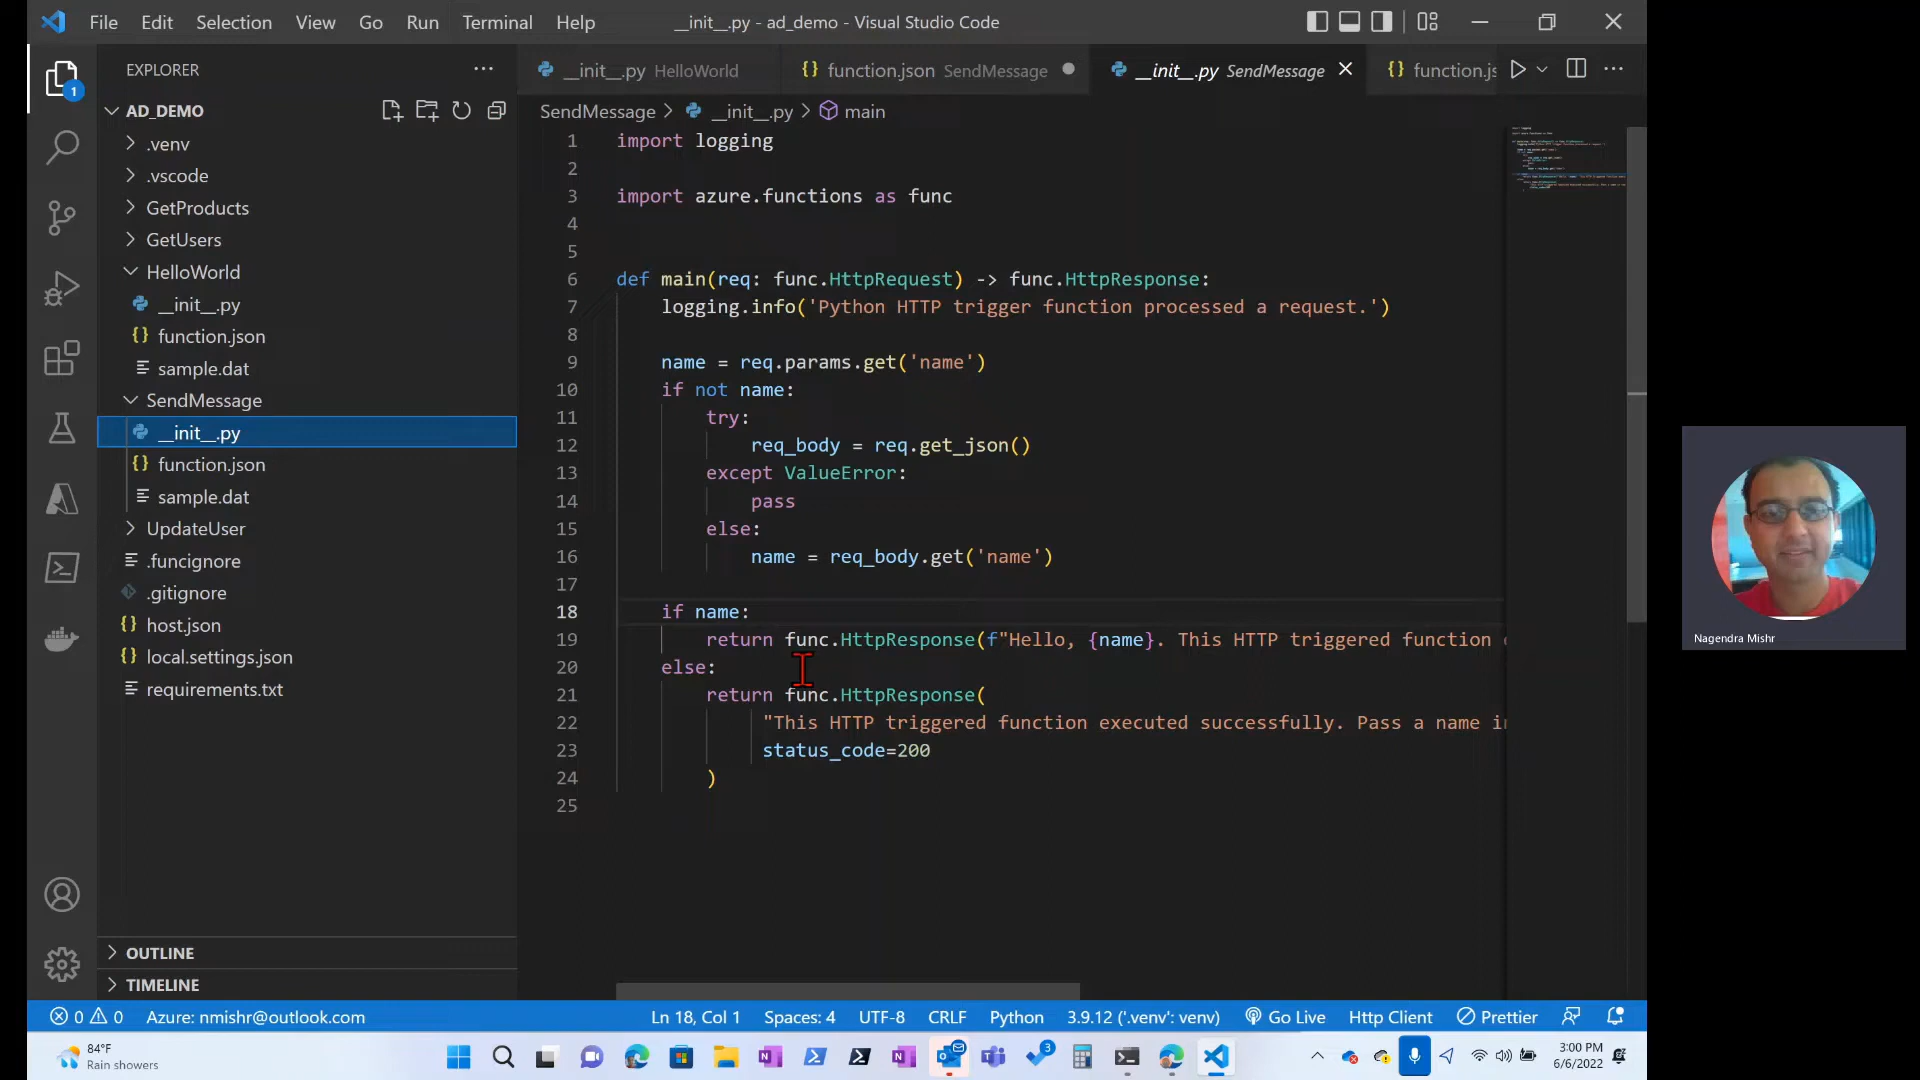 File Edit Selection View Go Run Terminal Help __init__.py - ad_demo - Visual Studio Code
EXPLORER
1
AD_DEMO
.venv
.vscode
GetProducts
GetUsers
HelloWorld
__init__.py
function.json
sample.dat
SendMessage
__init__.py
function.json
sample.dat
UpdateUser
.funcignore
.gitignore
host.json
local.settings.json
requirements.txt
OUTLINE
TIMELINE
__init__.py HelloWorld function.json SendMessage __init__.py SendMessage function.js
SendMessage > __init__.py > main
1 import logging
2
3 import azure.functions as func
4
5
6 def main(req: func.HttpRequest) -> func.HttpResponse:
7 logging.info('Python HTTP trigger function processed a request.')
8
9 name = req.params.get('name')
10 if not name:
11 try:
12 req_body = req.get_json()
13 except ValueError:
14 pass
15 else:
16 name = req_body.get('name')
17
18 if name:
19 return func.HttpResponse(f"Hello, {name}. This HTTP triggered function
20 else:
21 return func.HttpResponse(
22 "This HTTP triggered function executed successfully. Pass a name in
23 status_code=200
24 )
25
Nagendra Mishr
0 0 Azure: nmishr@outlook.com Ln 18, Col 1 Spaces: 4 UTF-8 CRLF Python 3.9.12 ('.venv': venv) Go Live Http Client Prettier
84°F
Rain showers
3
3:00 PM
6/6/2022